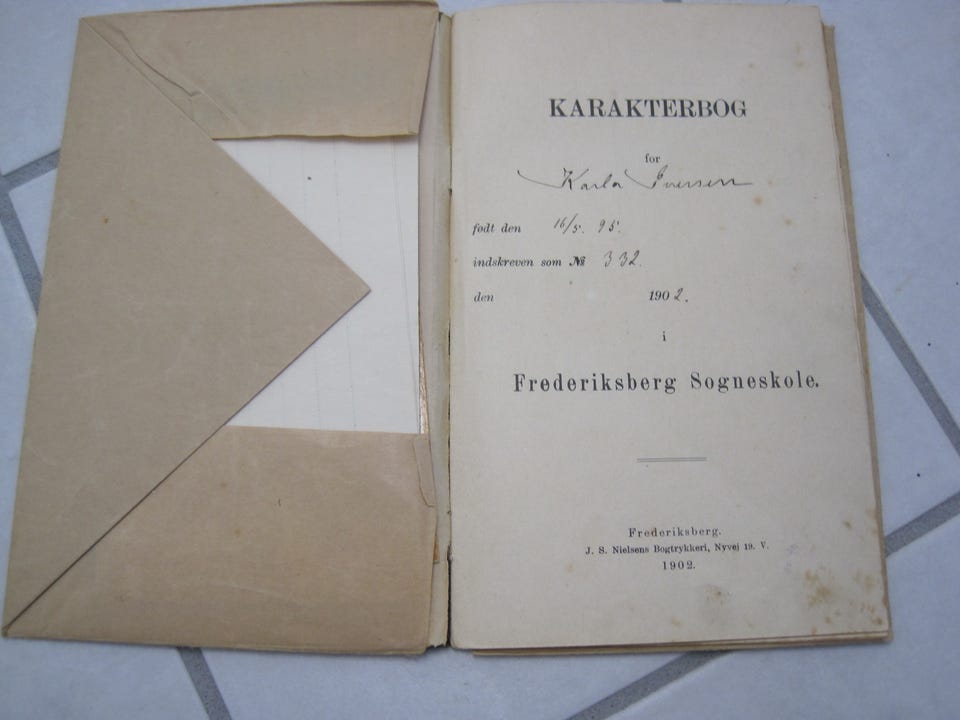 KARAKTERBOG
for
Karla Iversen
født den 16/5. 95.
indskreven som № 332.
den 1902.
i
Frederiksberg Sogneskole.
Frederiksberg.
J. S. Nielsens Bogtrykkeri, Nyvej 19. V.
1902.